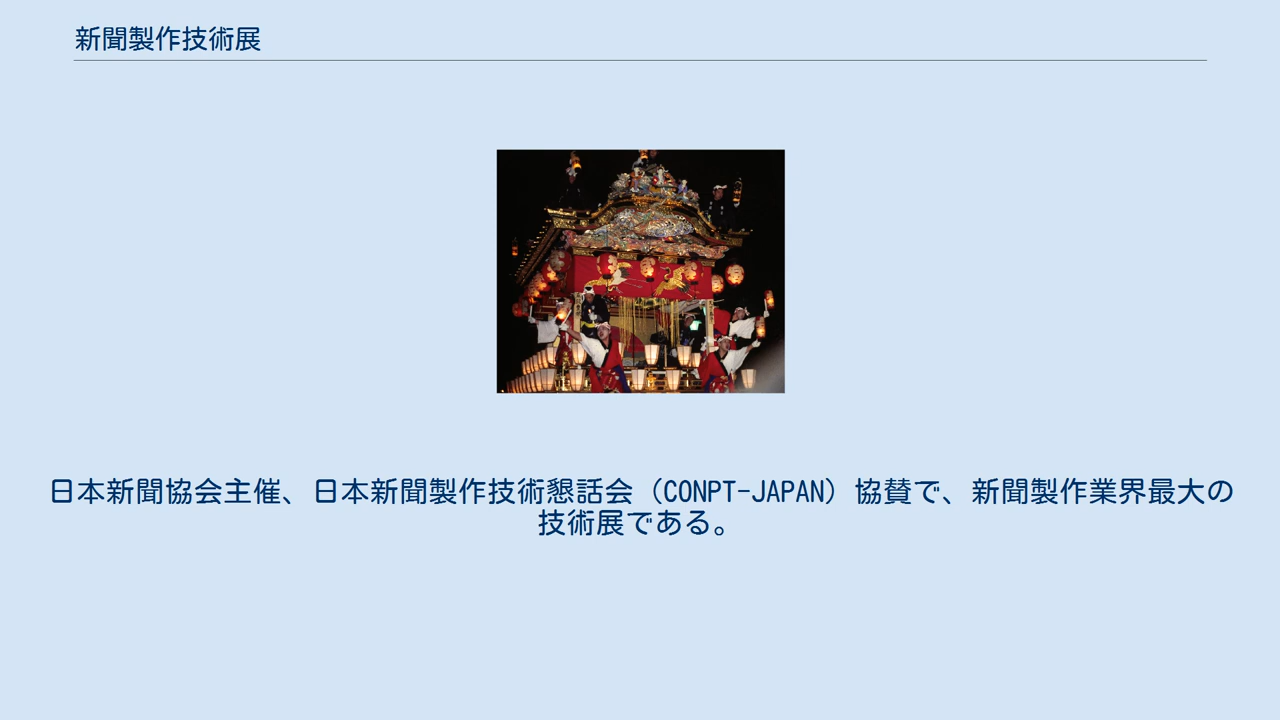 新聞製作技術展
日本新聞協会主催、日本新聞製作技術懇話会（CONPT-JAPAN）協賛で、新聞製作業界最大の
技術展である。